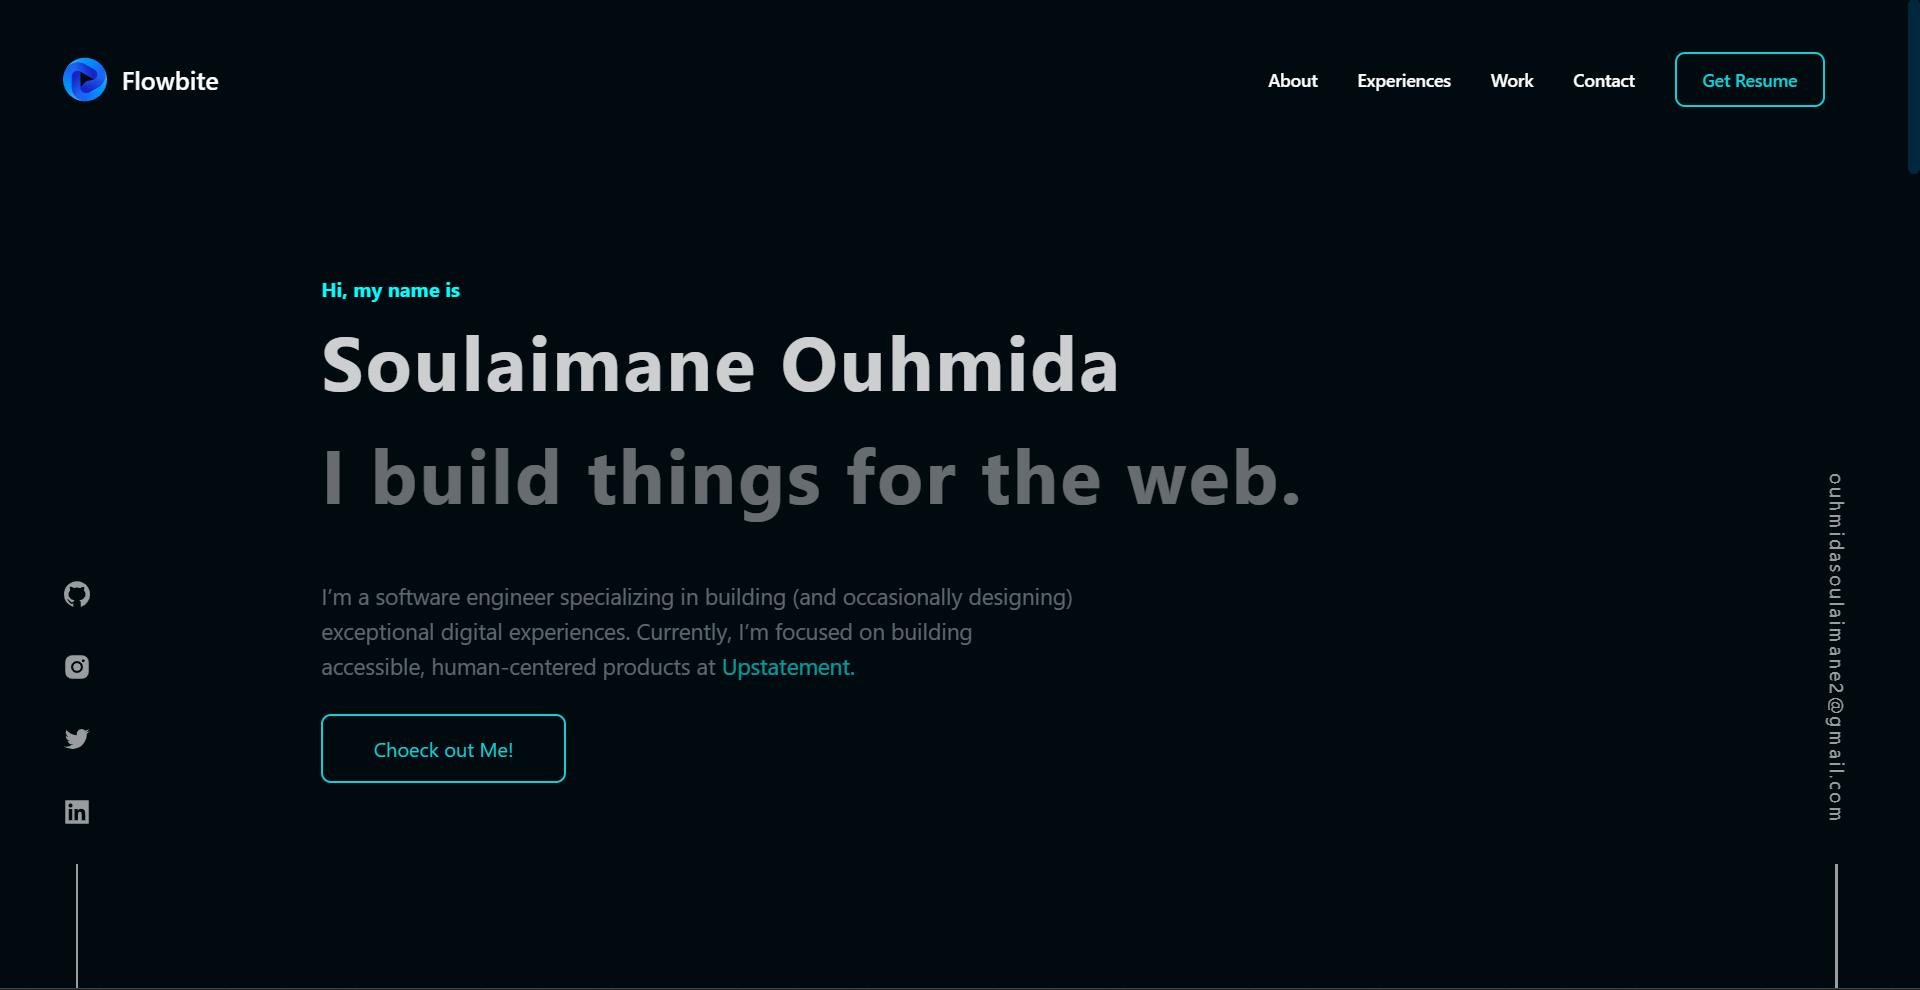 Flowbite
About
Experiences
Work
Contact
Get Resume
Hi, my name is
Soulaimane Ouhmida
I build things for the web.
I’m a software engineer specializing in building (and occasionally designing)
exceptional digital experiences. Currently, I’m focused on building
accessible, human-centered products at Upstatement.
Choeck out Me!
in
ouhmidasoulaimane2@gmail.com